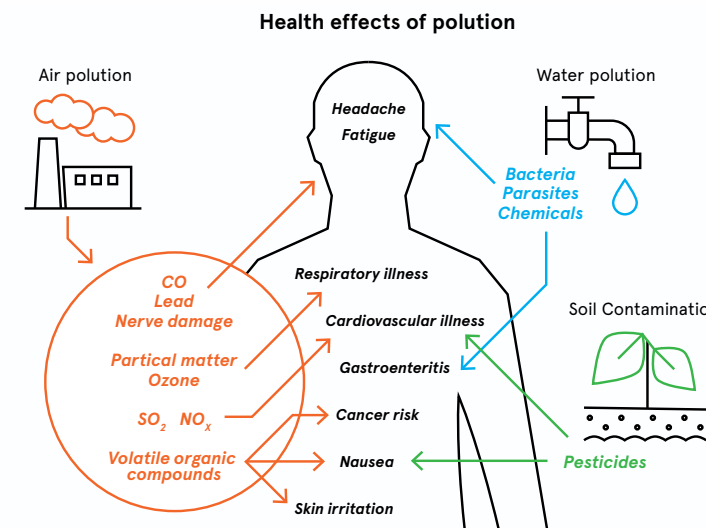 Health effects of polution
Air polution
Water polution
Headache
Fatigue
Bacteria
Parasites
Chemicals
CO
Lead
Nerve damage
Partical matter
Ozone
SO₂ NOₓ
Volatile organic
compounds
Respiratory illness
Cardiovascular illness
Gastroenteritis
Cancer risk
Nausea
Skin irritation
Soil Contaminatio
Pesticides